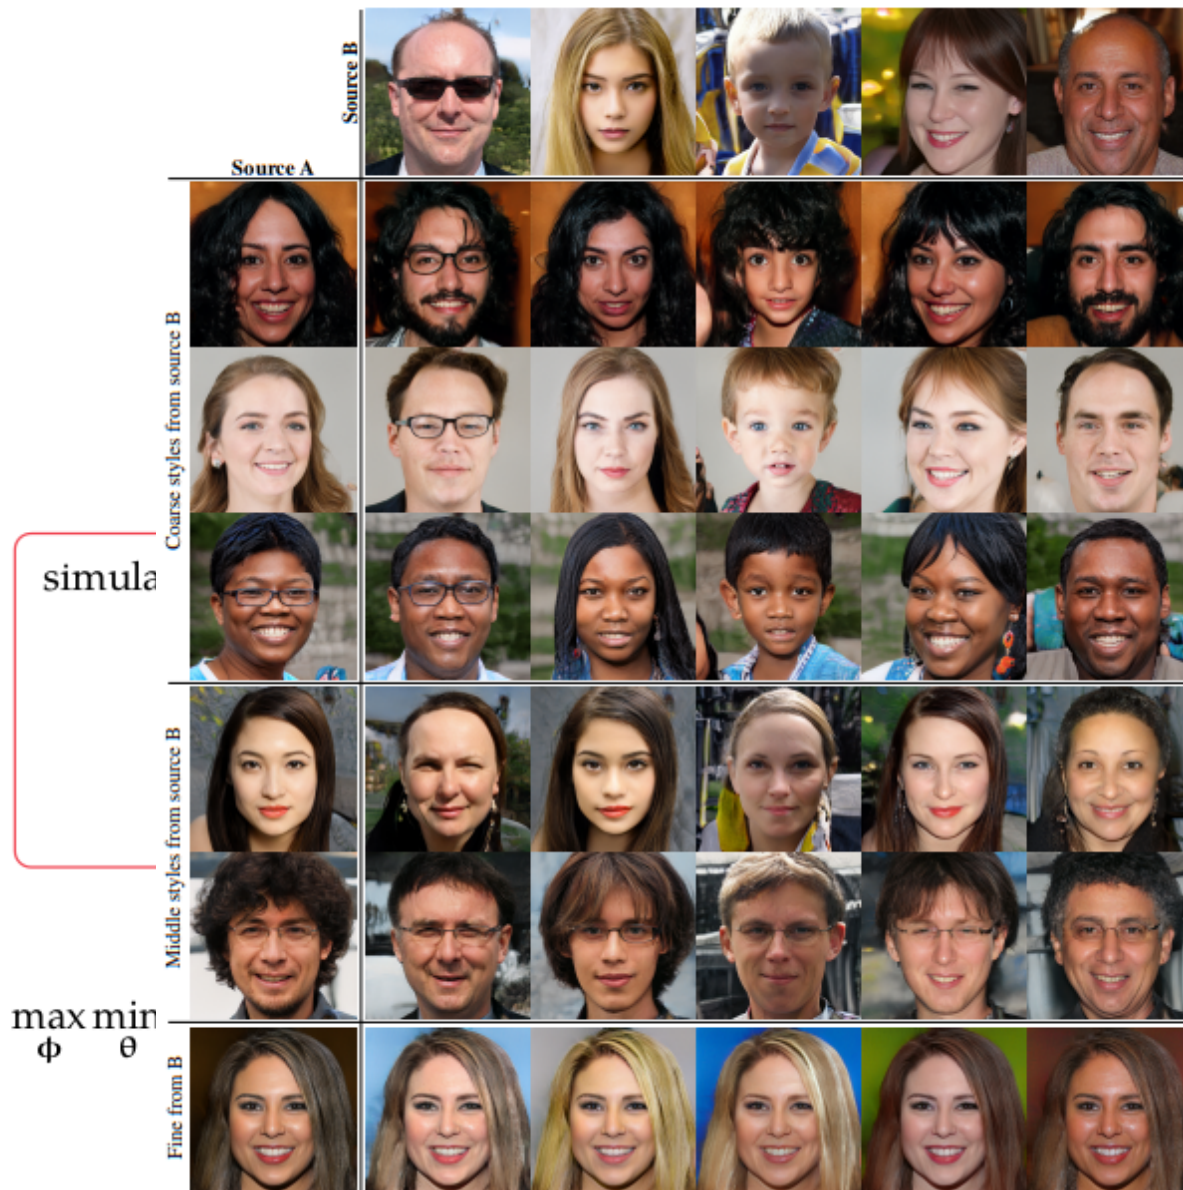 Source B
Source A
Coarse styles from source B
simula
Middle styles from source B
max min
ϕ θ
Fine from B